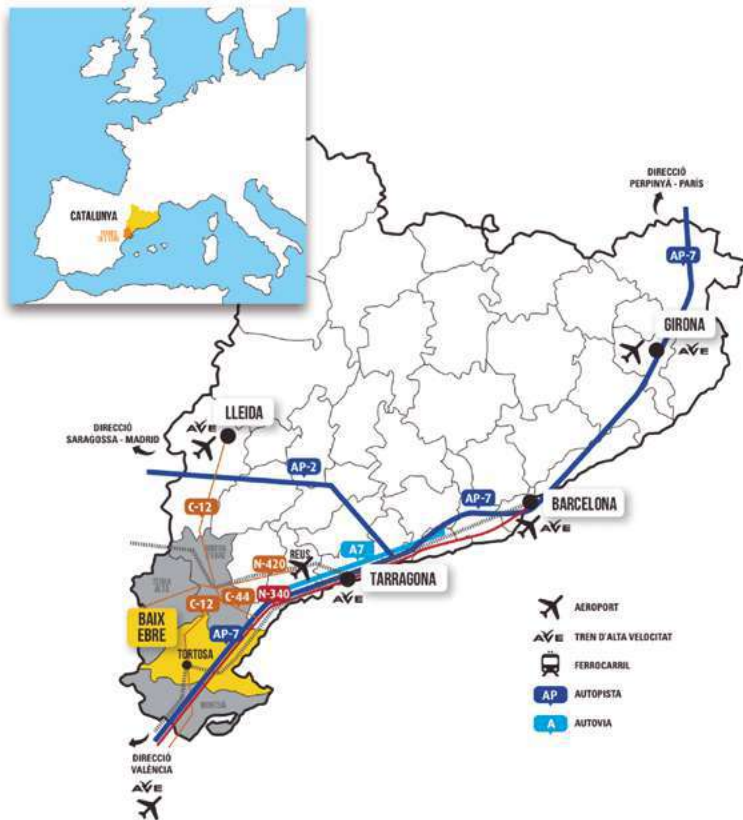 CATALUNYA
DIRECCIÓ
PERPINYÀ - PARÍS
AP-7
GIRONA
AVE
LLEIDA
AVE
DIRECCIÓ
SARAGOSSA - MADRID
AP-2
AP-7
BARCELONA
AVE
C-12
A7
REUS
N-420
TARRAGONA
AVE
C-12
C-44
N-340
BAIX
EBRE
AP-7
TORTOSA
MONTSIÀ
DIRECCIÓ
VALÈNCIA
AVE
AEROPORT
AVE TREN D'ALTA VELOCITAT
FERROCARRIL
AP AUTOPISTA
A AUTOVIA